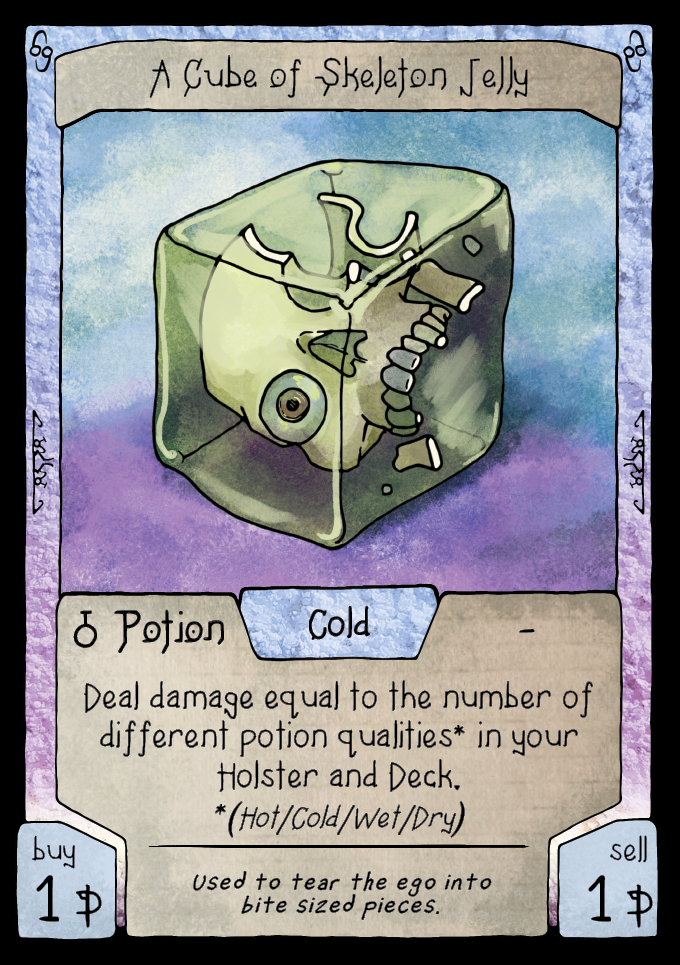 A Cube of Skeleton Jelly
Potion
Cold
-
Deal damage equal to the number of
different potion qualities* in your
Holster and Deck.
*(Hot/Cold/Wet/Dry)
buy
1
sell
1
Used to tear the ego into
bite sized pieces.